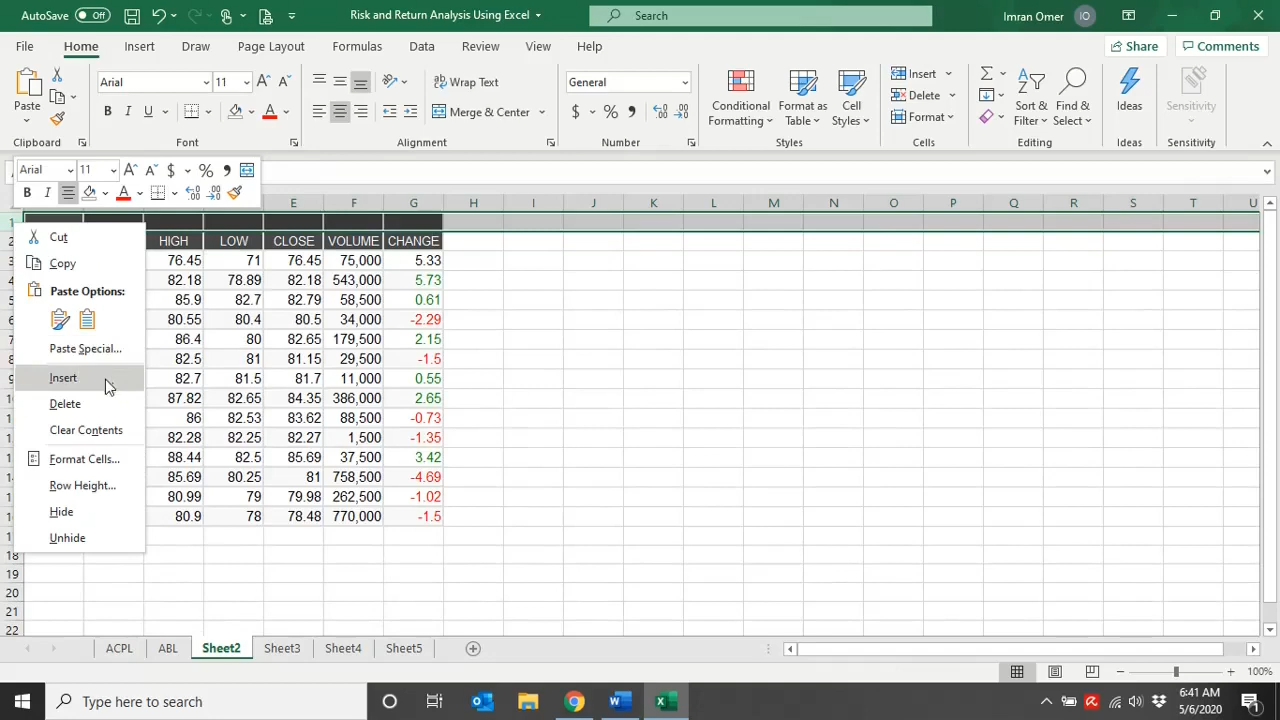 AutoSave Off Risk and Return Analysis Using Excel Search Imran Omer IO
File Home Insert Draw Page Layout Formulas Data Review View Help Share Comments
Paste Arial 11 Wrap Text General Conditional Formatting Format as Table Cell Styles Insert Sort & Filter Find & Select Ideas Sensitivity
B I U Merge & Center $ % , Delete
Format
Clipboard Font Alignment Number Styles Cells Editing Ideas Sensitivity
Arial 11 $ % ,
B I A
E F G H I J K L M N O P Q R S T U
1
2 HIGH LOW CLOSE VOLUME CHANGE
76.45 71 76.45 75,000 5.33
82.18 78.89 82.18 543,000 5.73
85.9 82.7 82.79 58,500 0.61
80.55 80.4 80.5 34,000 -2.29
86.4 80 82.65 179,500 2.15
82.5 81 81.15 29,500 -1.5
82.7 81.5 81.7 11,000 0.55
87.82 82.65 84.35 386,000 2.65
86 82.53 83.62 88,500 -0.73
82.28 82.25 82.27 1,500 -1.35
88.44 82.5 85.69 37,500 3.42
85.69 80.25 81 758,500 -4.69
80.99 79 79.98 262,500 -1.02
80.9 78 78.48 770,000 -1.5
Cut
Copy
Paste Options:
Paste Special...
Insert
Delete
Clear Contents
Format Cells...
Row Height...
Hide
Unhide
18
19
20
21
22
ACPL ABL Sheet2 Sheet3 Sheet4 Sheet5
100%
Type here to search
6:41 AM
5/6/2020
1